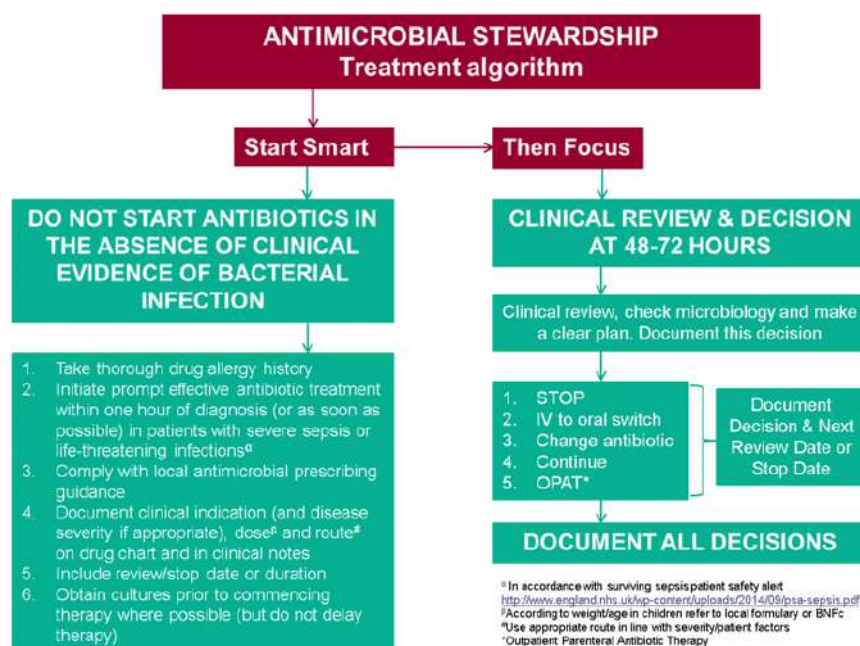 ANTIMICROBIAL STEWARDSHIP
Treatment algorithm
Start Smart
Then Focus
DO NOT START ANTIBIOTICS IN
THE ABSENCE OF CLINICAL
EVIDENCE OF BACTERIAL
INFECTION
1. Take thorough drug allergy history
2. Initiate prompt effective antibiotic treatment
within one hour of diagnosis (or as soon as
possible) in patients with severe sepsis or
life-threatening infectionsα
3. Comply with local antimicrobial prescribing
guidance
4. Document clinical indication (and disease
severity if appropriate), doseβ and route#
on drug chart and in clinical notes
5. Include review/stop date or duration
6. Obtain cultures prior to commencing
therapy where possible (but do not delay
therapy)
CLINICAL REVIEW & DECISION
AT 48-72 HOURS
Clinical review, check microbiology and make
a clear plan. Document this decision
1. STOP
2. IV to oral switch
3. Change antibiotic
4. Continue
5. OPAT*
Document
Decision & Next
Review Date or
Stop Date
DOCUMENT ALL DECISIONS
α In accordance with surviving sepsis patient safety alert
http://www.england.nhs.uk/wp-content/uploads/2014/09/psa-sepsis.pdf
βAccording to weight/age in children refer to local formulary or BNFc
#Use appropriate route in line with severity/patient factors
*Outpatient Parenteral Antibiotic Therapy